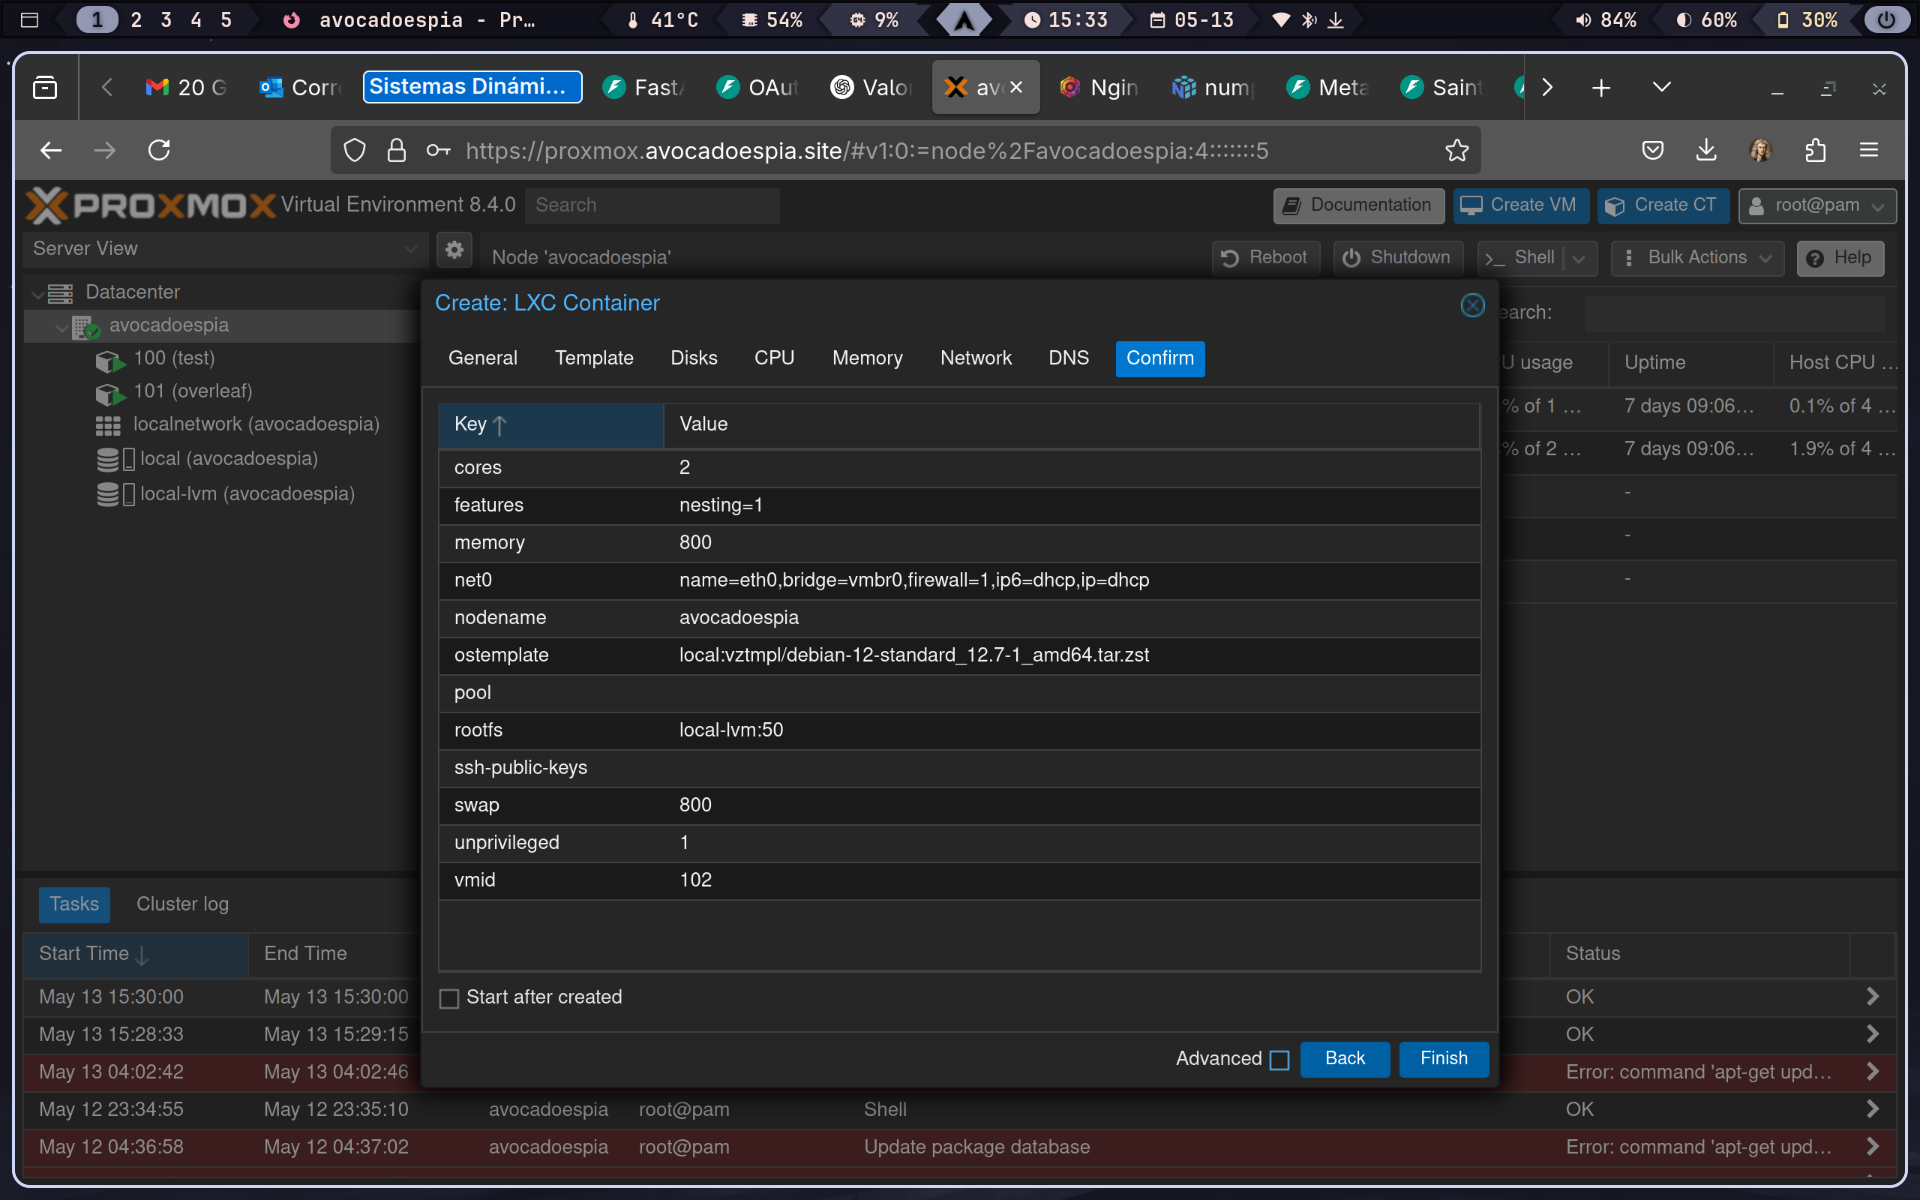 1 2 3 4 5 avocadoespia - Pr… 41°C 54% 9% 15:33 05-13 84% 60% 30%
20 G Corre Sistemas Dinámi… FastA OAut Valor av Ngin num Meta Saint
https://proxmox.avocadoespia.site/#v1:0:=node%2Favocadoespia:4:::::::5
PROXMOX Virtual Environment 8.4.0 Search Documentation Create VM Create CT root@pam
Server View Node 'avocadoespia' Reboot Shutdown >_ Shell Bulk Actions Help
Datacenter
avocadoespia
100 (test)
101 (overleaf)
localnetwork (avocadoespia)
local (avocadoespia)
local-lvm (avocadoespia)
earch:
U usage Uptime Host CPU ...
% of 1 ... 7 days 09:06... 0.1% of 4 ...
% of 2 ... 7 days 09:06... 1.9% of 4 ...
-
-
-
Create: LXC Container
General Template Disks CPU Memory Network DNS Confirm
Key Value
cores 2
features nesting=1
memory 800
net0 name=eth0,bridge=vmbr0,firewall=1,ip6=dhcp,ip=dhcp
nodename avocadoespia
ostemplate local:vztmpl/debian-12-standard_12.7-1_amd64.tar.zst
pool
rootfs local-lvm:50
ssh-public-keys
swap 800
unprivileged 1
vmid 102
Start after created
Advanced Back Finish
Tasks Cluster log
Start Time End Time Status
May 13 15:30:00 May 13 15:30:00 OK
May 13 15:28:33 May 13 15:29:15 OK
May 13 04:02:42 May 13 04:02:46 Error: command 'apt-get upd...
May 12 23:34:55 May 12 23:35:10 avocadoespia root@pam Shell OK
May 12 04:36:58 May 12 04:37:02 avocadoespia root@pam Update package database Error: command 'apt-get upd...